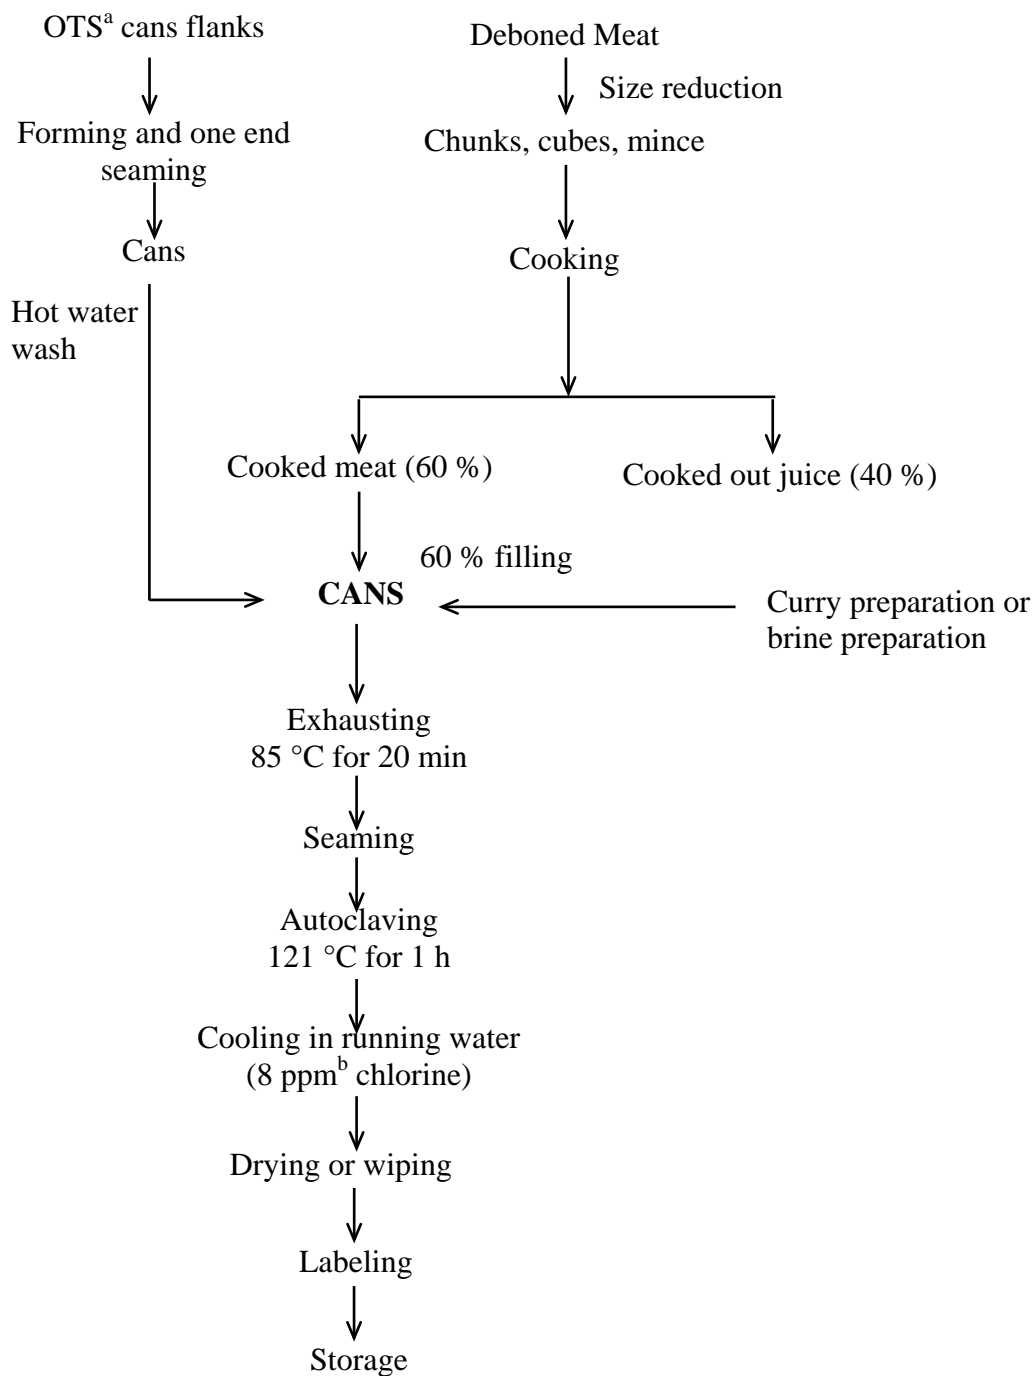 OTSᵃ cans flanks
Deboned Meat
Size reduction
Forming and one end
seaming
Chunks, cubes, mince
Cans
Cooking
Hot water
wash
Cooked meat (60 %)
Cooked out juice (40 %)
60 % filling
CANS
Curry preparation or
brine preparation
Exhausting
85 °C for 20 min
Seaming
Autoclaving
121 °C for 1 h
Cooling in running water
(8 ppmᵇ chlorine)
Drying or wiping
Labeling
Storage